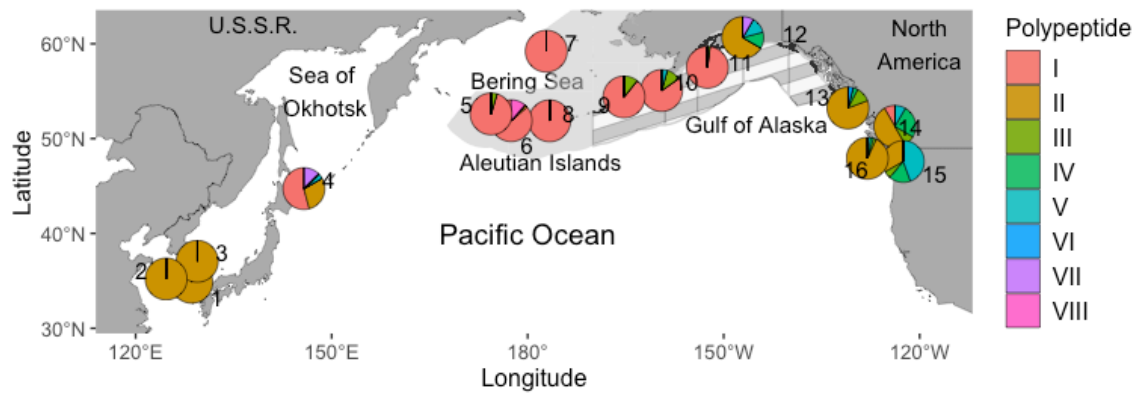 U.S.S.R.
North
America
Sea of
Okhotsk
Bering Sea
Gulf of Alaska
Aleutian Islands
Pacific Ocean
1
2
3
4
5
6
7
8
9
10
11
12
13
14
15
16
60°N
50°N
40°N
30°N
Latitude
120°E
150°E
180°
150°W
120°W
Longitude
Polypeptide
I
II
III
IV
V
VI
VII
VIII